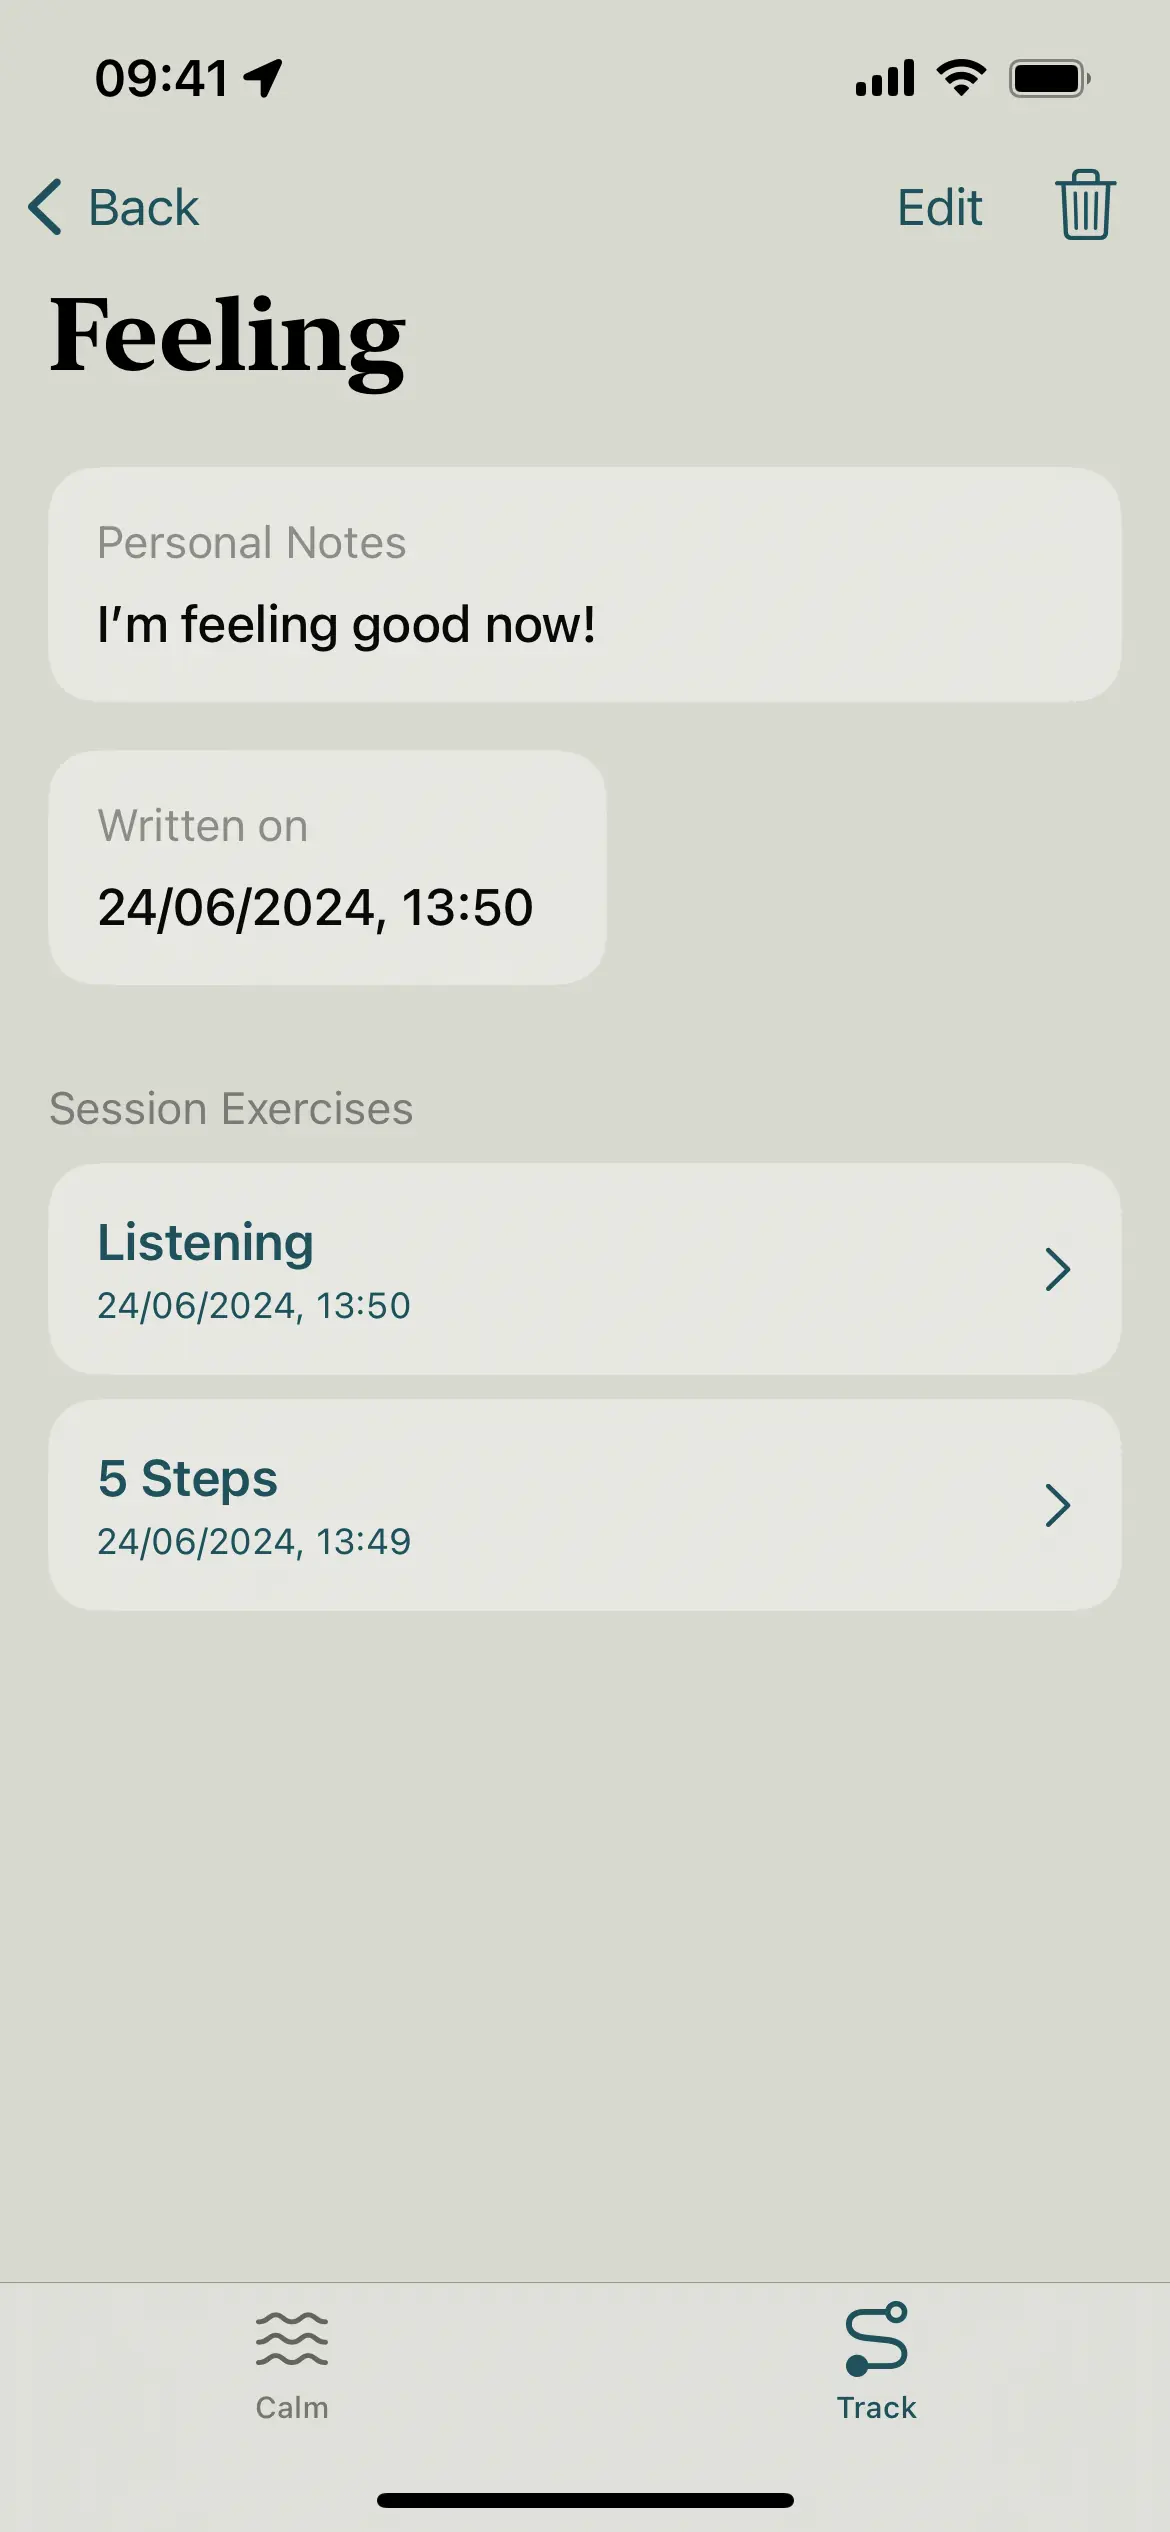 09:41
Back
Edit
Feeling
Personal Notes
I’m feeling good now!
Written on
24/06/2024, 13:50
Session Exercises
Listening
24/06/2024, 13:50
5 Steps
24/06/2024, 13:49
Calm
Track